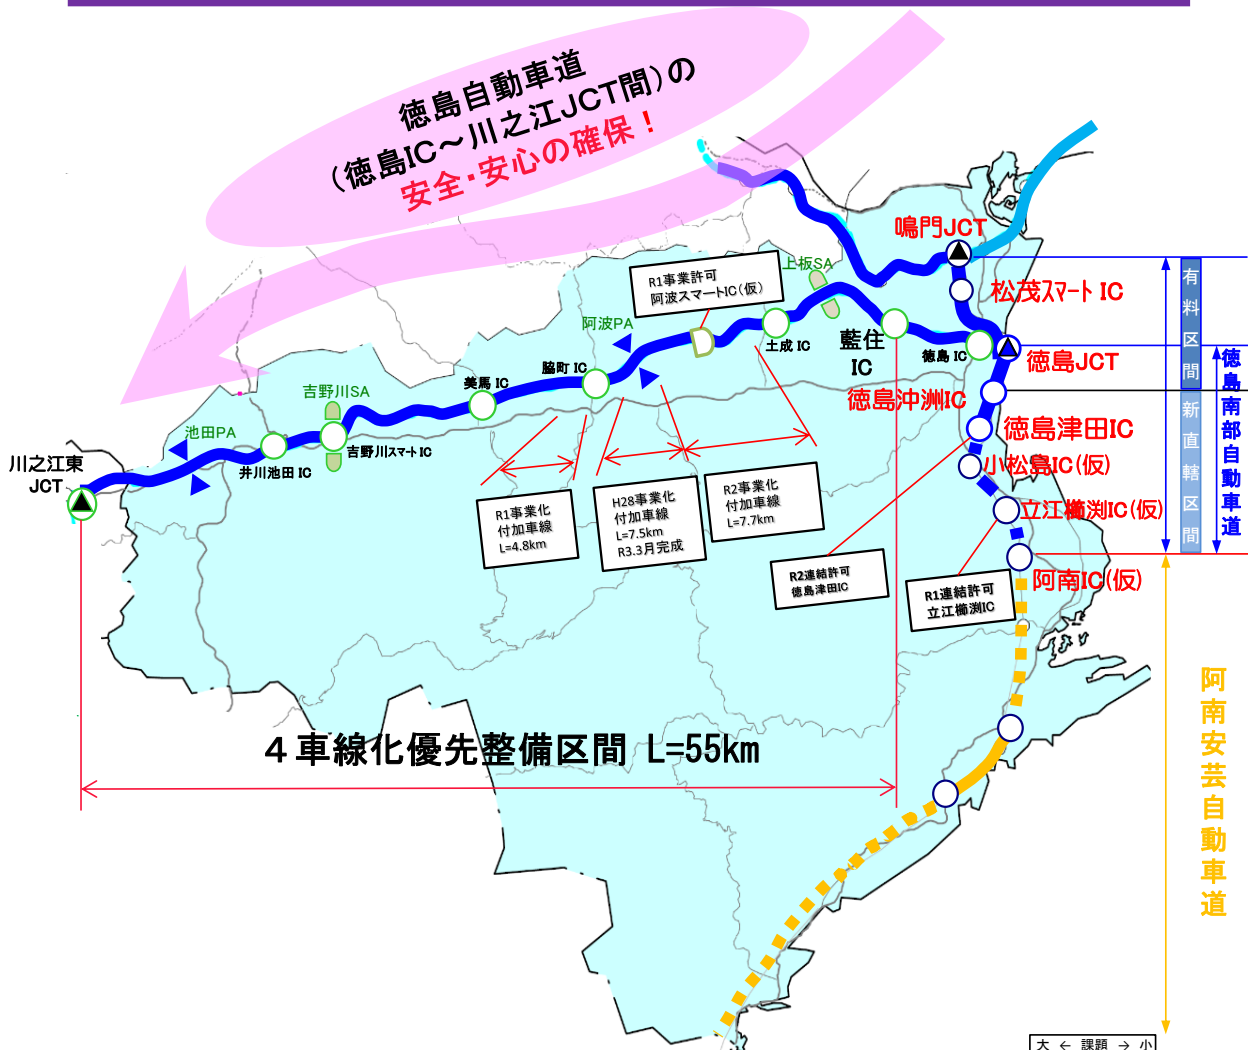 徳島自動車道
(徳島IC～川之江JCT間)の
安全・安心の確保！
鳴門JCT
松茂スマート IC
徳島JCT
徳島沖洲IC
徳島津田IC
小松島IC(仮)
立江櫛渕IC(仮)
阿南IC(仮)
有料区間
新直轄区間
徳島南部自動車道
阿南安芸自動車道
R1事業許可
阿波スマートIC(仮)
上板SA
阿波PA
土成 IC
藍住
IC
徳島 IC
脇町 IC
美馬 IC
吉野川SA
吉野川スマート IC
池田PA
井川池田 IC
川之江東
JCT
R1事業化
付加車線
L=4.8km
H28事業化
付加車線
L=7.5km
R3.3月完成
R2事業化
付加車線
L=7.7km
R2連結許可
徳島津田IC
R1連結許可
立江櫛渕IC
４車線化優先整備区間 L=55km
大 ← 課題 → 小